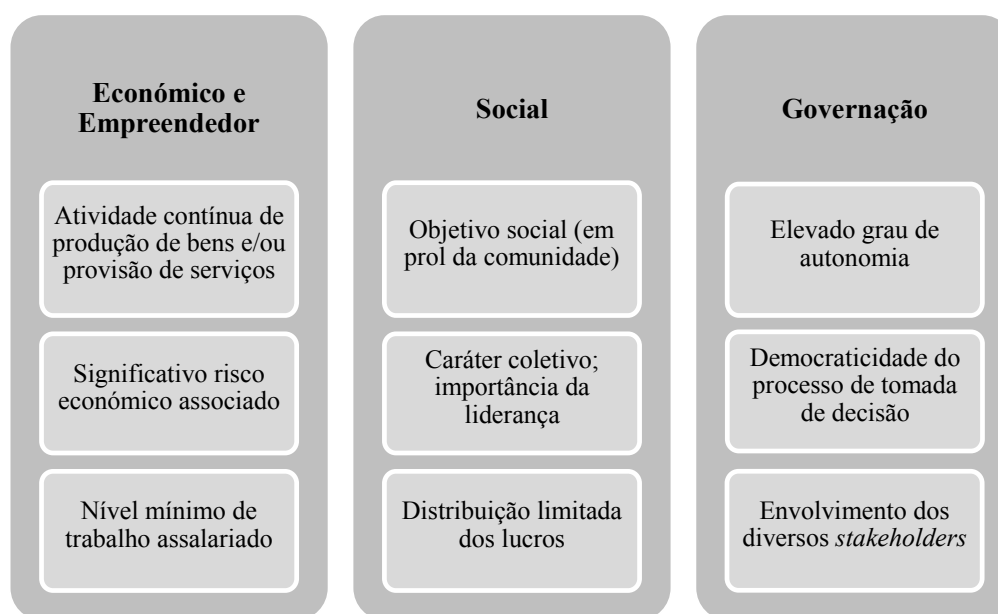 Económico e
Empreendedor
Atividade contínua de
produção de bens e/ou
provisão de serviços
Significativo risco
económico associado
Nível mínimo de
trabalho assalariado
Social
Objetivo social (em
prol da comunidade)
Caráter coletivo;
importância da
liderança
Distribuição limitada
dos lucros
Governação
Elevado grau de
autonomia
Democraticidade do
processo de tomada
de decisão
Envolvimento dos
diversos stakeholders